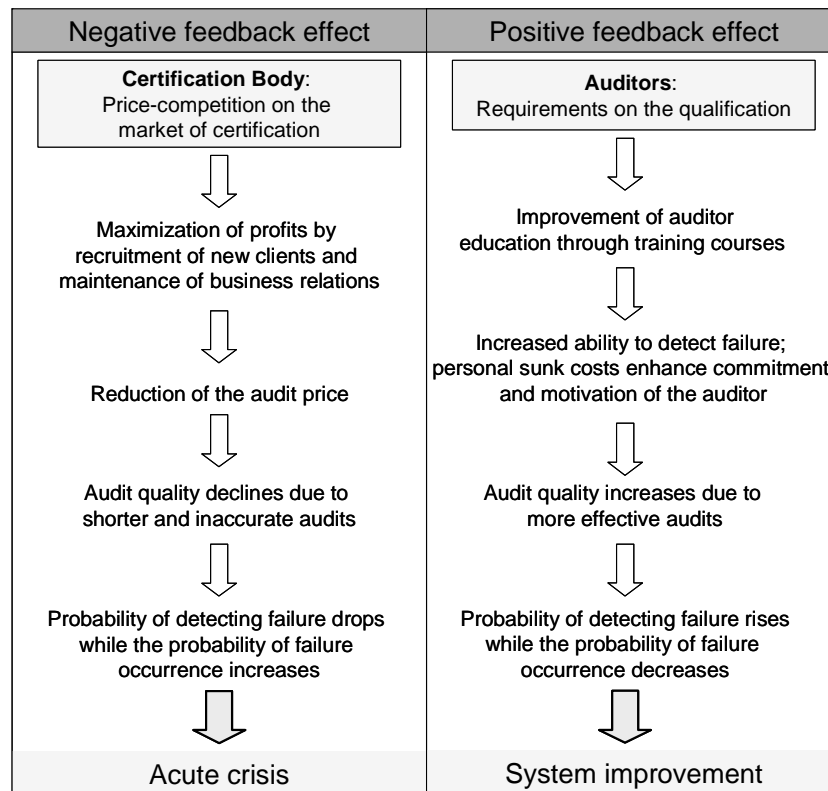 Negative feedback effect
Certification Body:
Price-competition on the
market of certification
Maximization of profits by
recruitment of new clients and
maintenance of business relations
Reduction of the audit price
Audit quality declines due to
shorter and inaccurate audits
Probability of detecting failure drops
while the probability of failure
occurrence increases
Acute crisis
Positive feedback effect
Auditors:
Requirements on the qualification
Improvement of auditor
education through training courses
Increased ability to detect failure;
personal sunk costs enhance commitment
and motivation of the auditor
Audit quality increases due to
more effective audits
Probability of detecting failure rises
while the probability of failure
occurrence decreases
System improvement